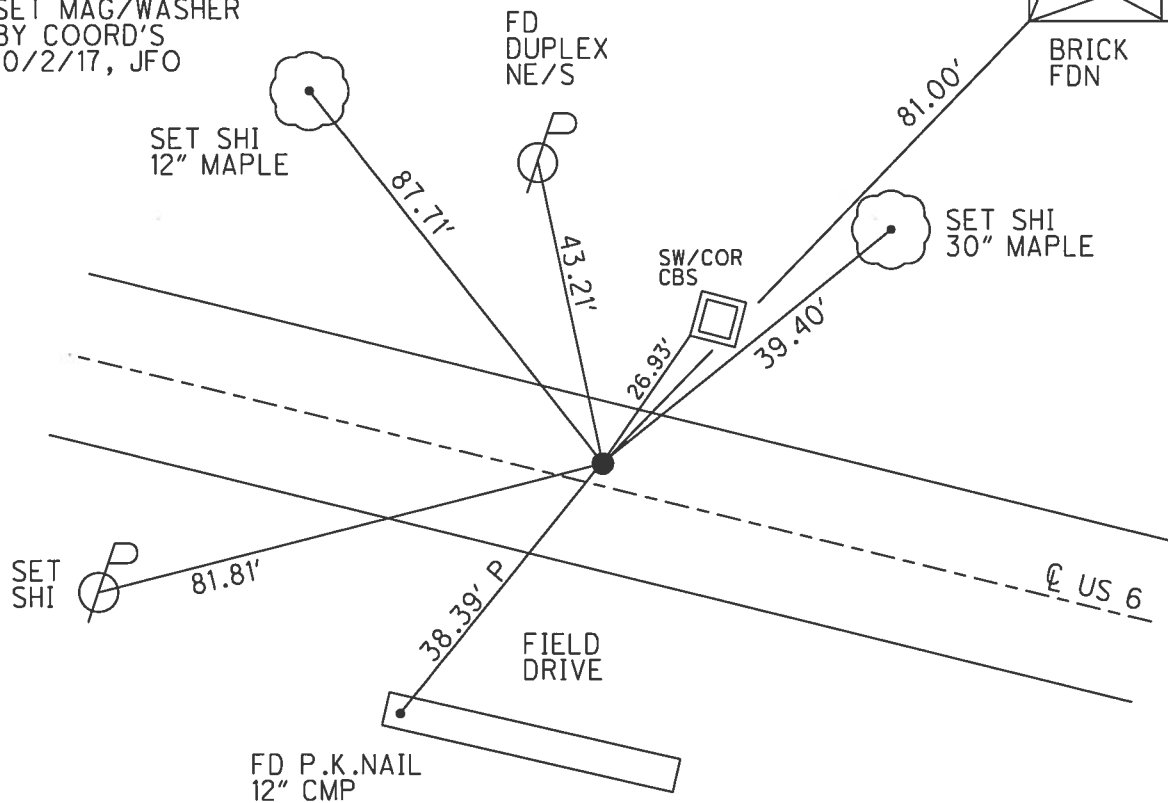 SET MAG/WASHER
BY COORD'S
0/2/17, JFO
FD
DUPLEX
NE/S
BRICK
FDN
81.00'
SET SHI
12" MAPLE
87.71'
43.21'
SET SHI
30" MAPLE
SW/COR
CBS
39.40'
26.93'
SET
SHI
81.81'
38.39' P
℄ US 6
FIELD
DRIVE
FD P.K.NAIL
12" CMP